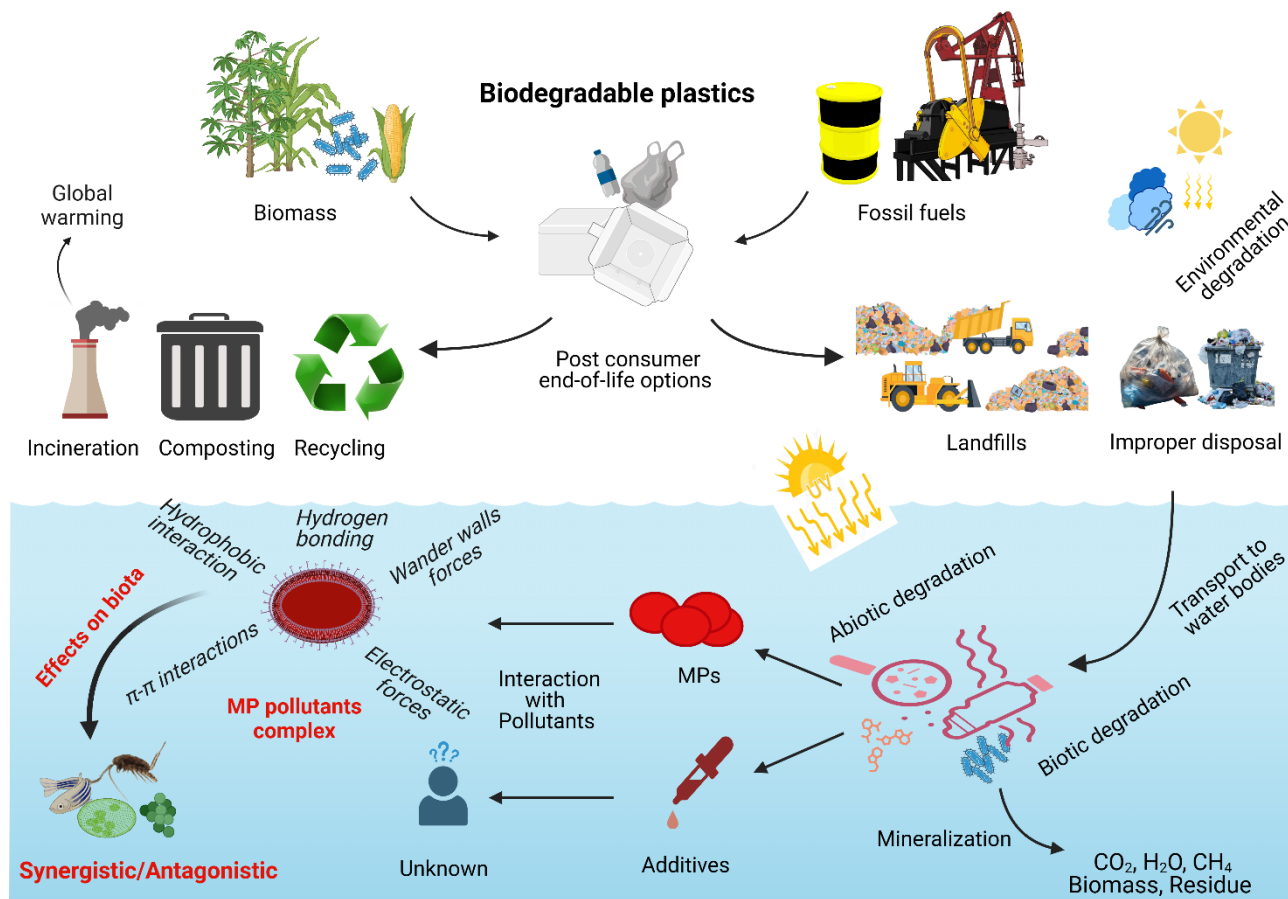 Biodegradable plastics
Biomass
Fossil fuels
Global
warming
Environmental
degradation
Post consumer
end-of-life options
Incineration
Composting
Recycling
Landfills
Improper disposal
UV
Hydrophobic
interaction
Hydrogen
bonding
Wander walls
forces
Effects on biota
π-π interactions
Electrostatic
forces
MP pollutants
complex
Interaction
with
Pollutants
MPs
Abiotic degradation
Transport to
water bodies
Biotic degradation
???
Synergistic/Antagonistic
Unknown
Additives
Mineralization
CO₂, H₂O, CH₄
Biomass, Residue